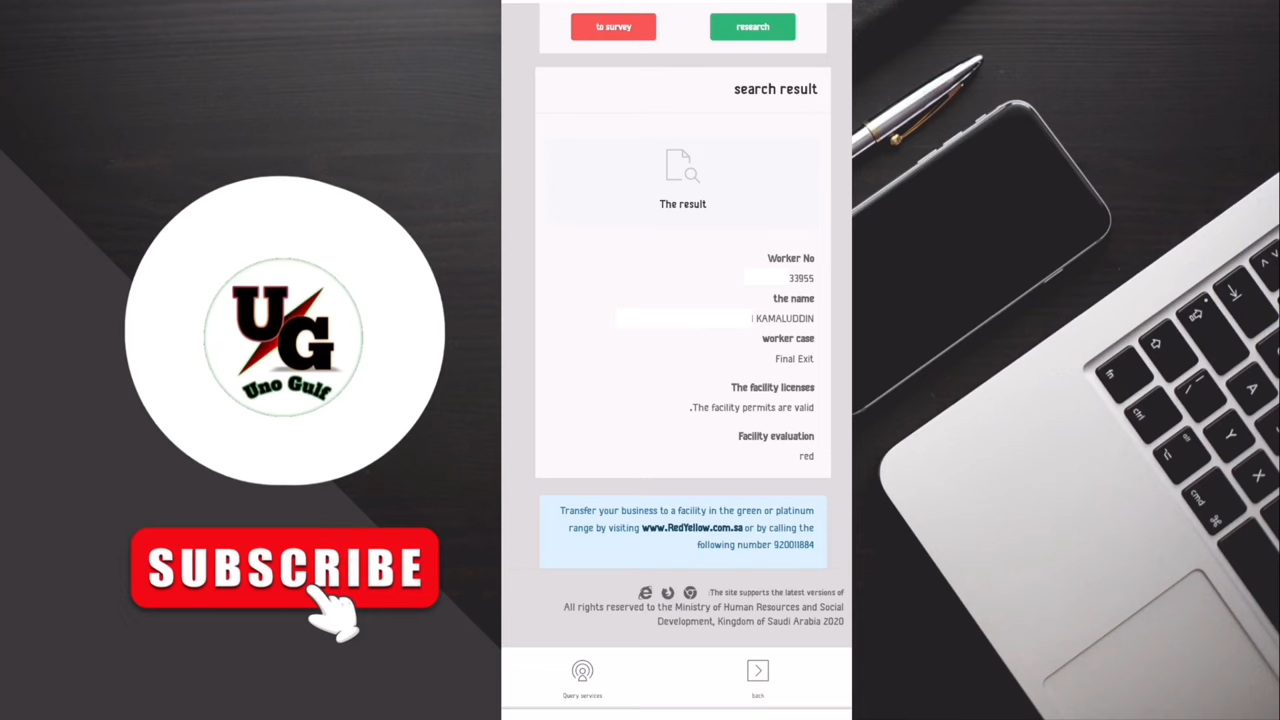 to survey
research
search result
The result
Worker No
33955
the name
KAMALUDDIN
worker case
Final Exit
The facility licenses
.The facility permits are valid
Facility evaluation
red
Transfer your business to a facility in the green or platinum
range by visiting www.RedYellow.com.sa or by calling the
following number 920011884
:The site supports the latest versions of
All rights reserved to the Ministry of Human Resources and Social
Development, Kingdom of Saudi Arabia 2020
Query services
back
UG
Uno Gulf
SUBSCRIBE
fn
ctrl
alt
cmd
A
Y
X